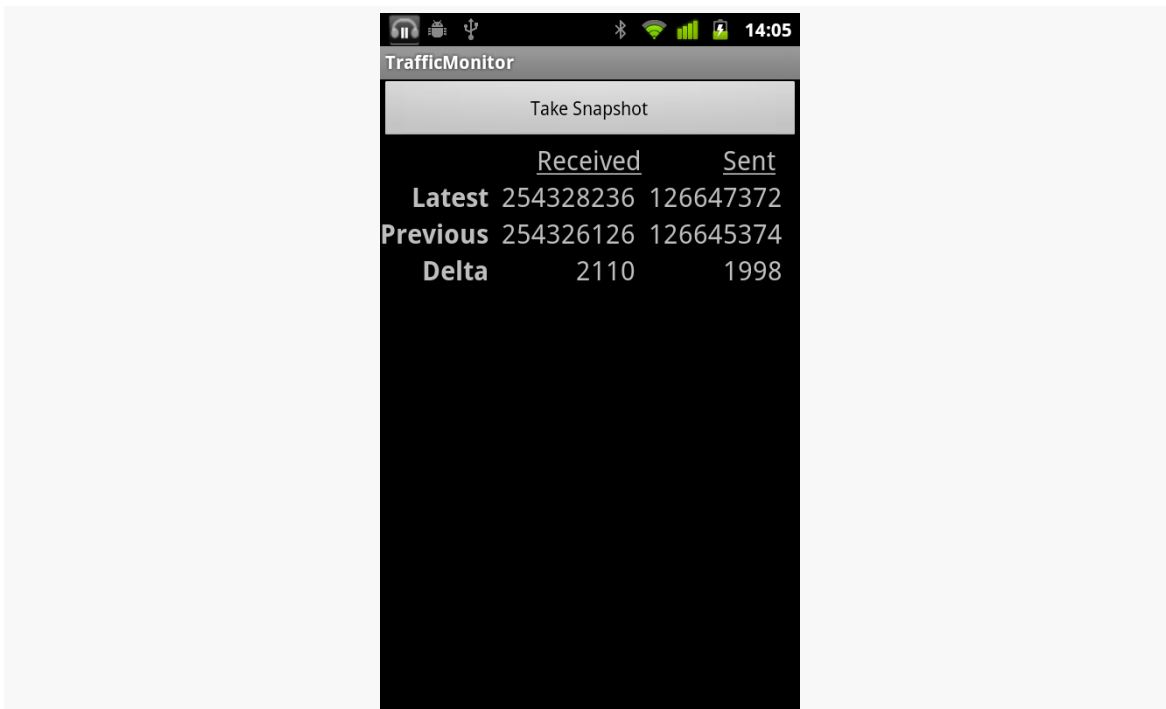 14:05
TrafficMonitor
Take Snapshot
Received Sent
Latest 254328236 126647372
Previous 254326126 126645374
Delta 2110 1998